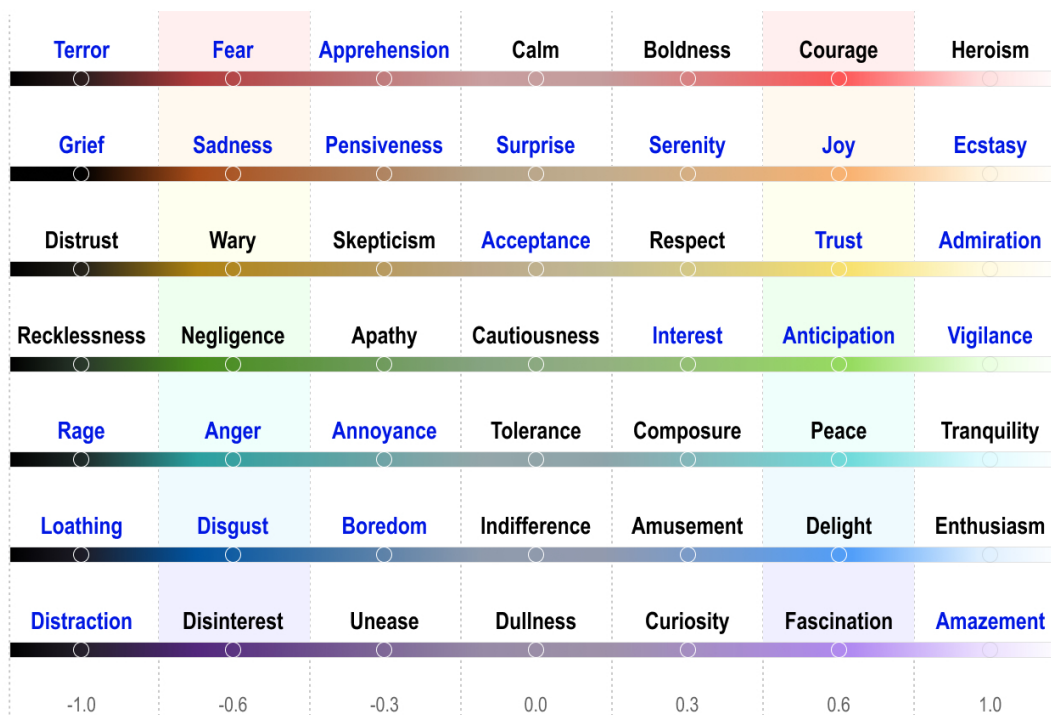 Terror Fear Apprehension Calm Boldness Courage Heroism
Grief Sadness Pensiveness Surprise Serenity Joy Ecstasy
Distrust Wary Skepticism Acceptance Respect Trust Admiration
Recklessness Negligence Apathy Cautiousness Interest Anticipation Vigilance
Rage Anger Annoyance Tolerance Composure Peace Tranquility
Loathing Disgust Boredom Indifference Amusement Delight Enthusiasm
Distraction Disinterest Unease Dullness Curiosity Fascination Amazement
-1.0 -0.6 -0.3 0.0 0.3 0.6 1.0